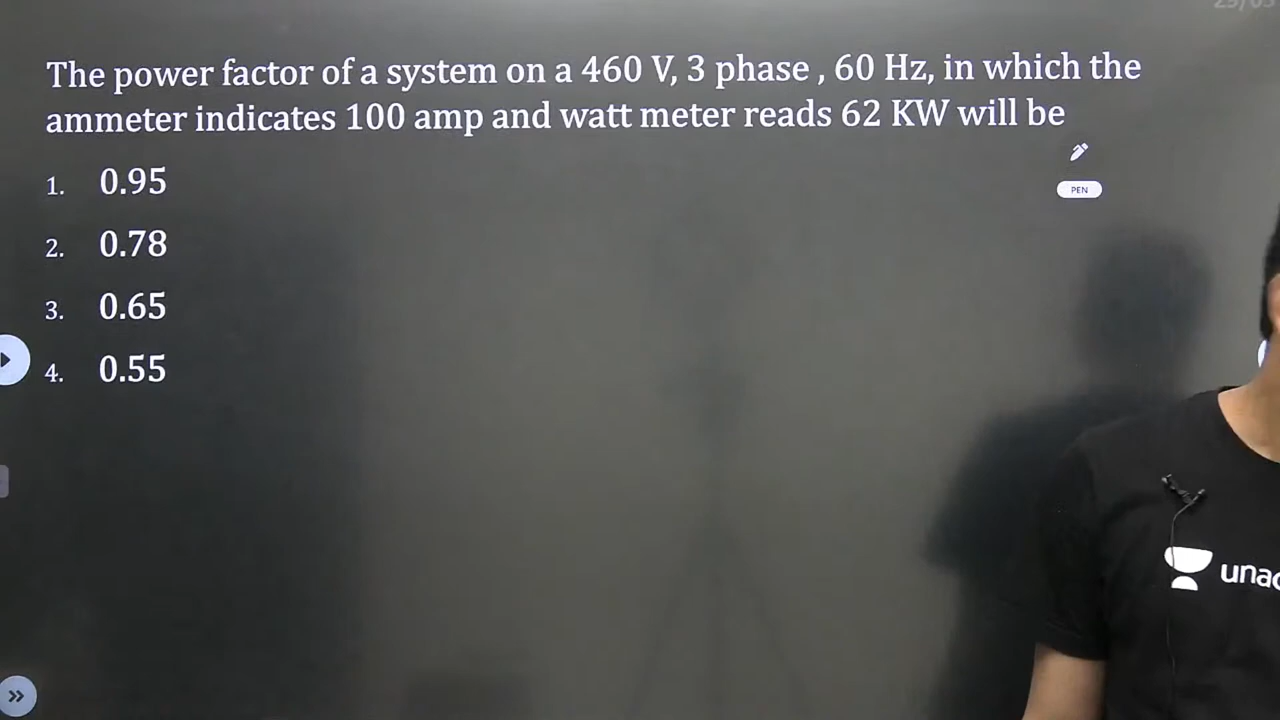 The power factor of a system on a 460 V, 3 phase , 60 Hz, in which the
ammeter indicates 100 amp and watt meter reads 62 KW will be
PEN
1. 0.95
2. 0.78
3. 0.65
4. 0.55
unac